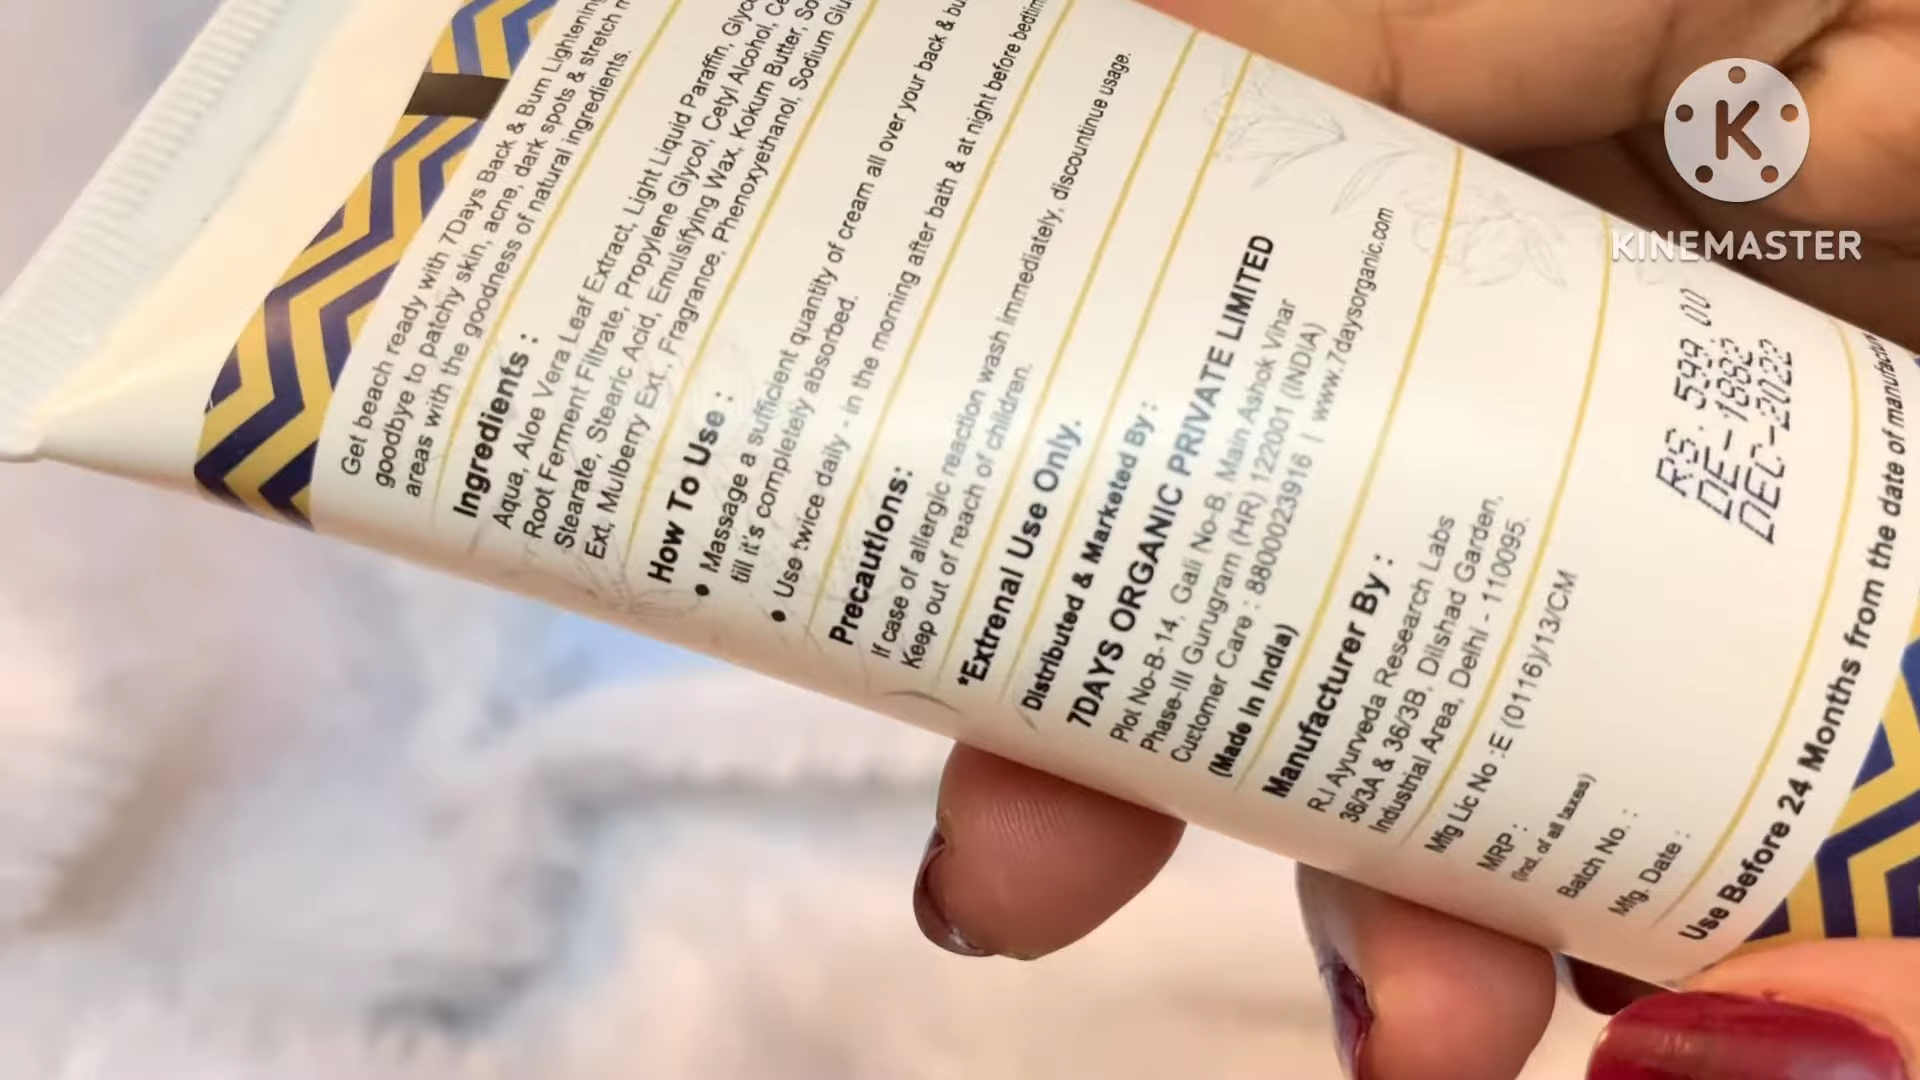 Get beach ready with 7Days Back & Bum Lightening
goodbye to patchy skin, acne, dark spots & stretch
areas with the goodness of natural ingredients.
Ingredients :
Aqua, Aloe Vera Leaf Extract, Light Liquid Paraffin,
Root Ferment Filtrate, Propylene Glycol, Cetyl Alcohol,
Stearate, Stearic Acid, Emulsifying Wax, Kokum Butter,
Ext. Mulberry Ext., Fragrance, Phenoxyethanol, Sodium
How To Use :
• Massage a sufficient quantity of cream all over your back &
till it's completely absorbed.
• Use twice daily - in the morning after bath & at night before
Precautions:
If case of allergic reaction wash immediately, discountinue usage.
Keep out of reach of children.
*Extrenal Use Only.
Distributed & Marketed By :
7DAYS ORGANIC PRIVATE LIMITED
Plot No-B-14, Gali No-B, Main Ashok Vihar
Phase-III Gurugram (HR) 122001 (INDIA)
Customer Care : 8800023916 | www.7daysorganic.com
(Made In India)
Manufacturer By :
R.I Ayurveda Research Labs
36/3A & 36/3B, Dilshad Garden,
Industrial Area, Delhi - 110095.
Mfg Lic No :E (0116)/13/CM
MRP : RS. 599.00
(Incl. of all taxes)
Batch No. : DE-1982
Mfg. Date : DEC-2022
Use Before 24 Months from the date of
KINEMASTER